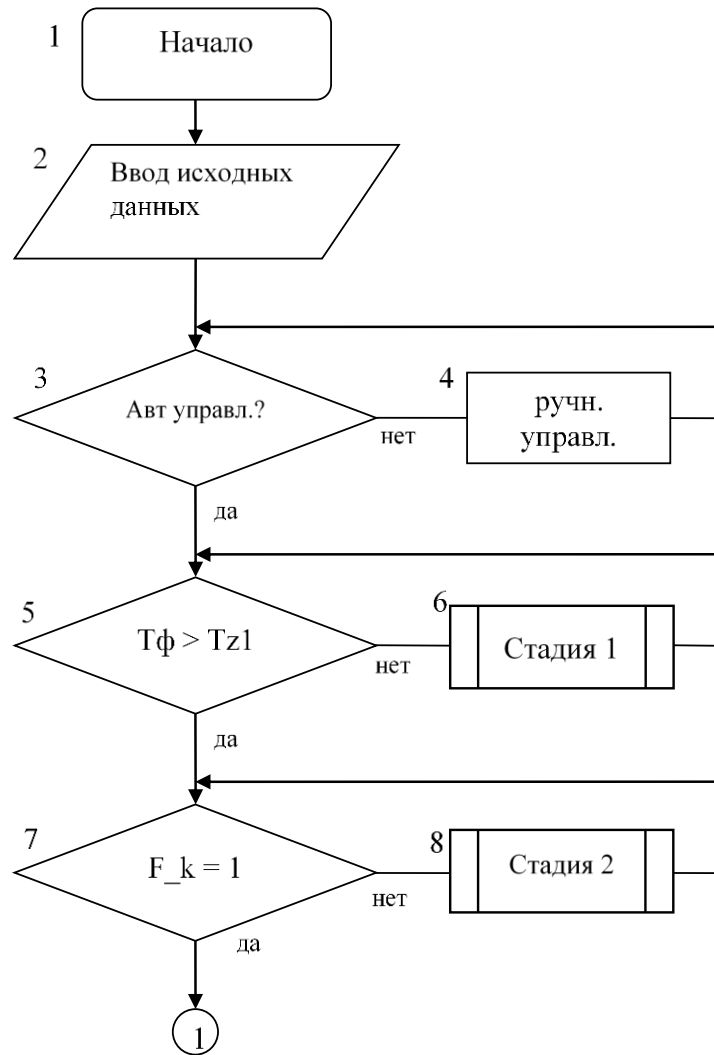 1
Начало
2
Ввод исходных
данных
3
Авт управл.?
нет
4
ручн.
управл.
да
5
Тф > Tz1
нет
6
Стадия 1
да
7
F_k = 1
нет
8
Стадия 2
да
1